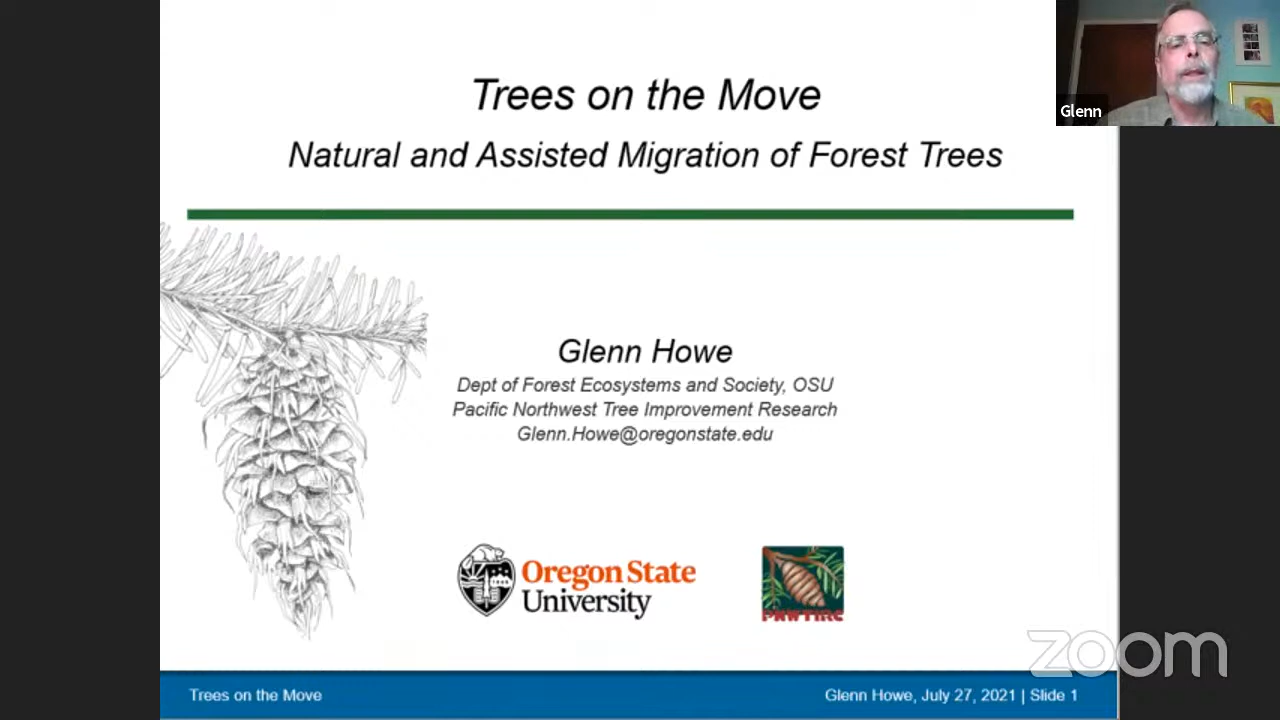 Trees on the Move
Natural and Assisted Migration of Forest Trees
Glenn
Glenn Howe
Dept of Forest Ecosystems and Society, OSU
Pacific Northwest Tree Improvement Research
Glenn.Howe@oregonstate.edu
Oregon State
University
PNWTIRC
zoom
Trees on the Move
Glenn Howe, July 27, 2021 | Slide 1